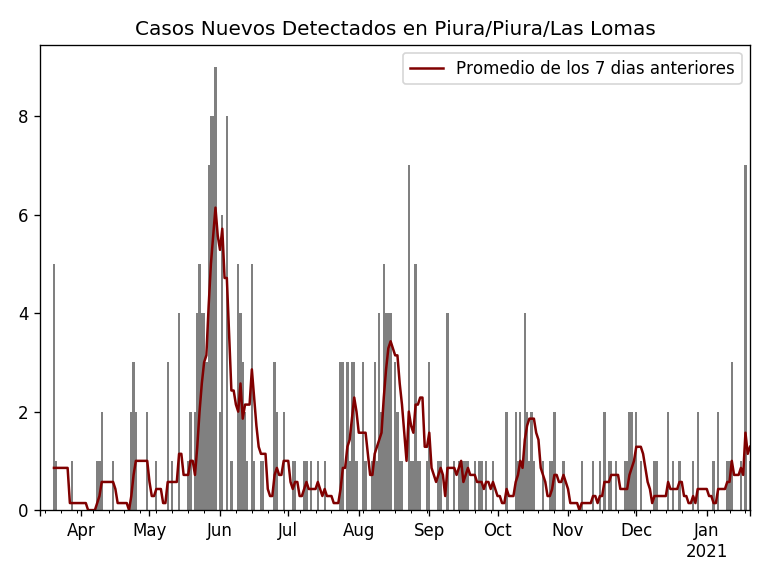 Casos Nuevos Detectados en Piura/Piura/Las Lomas
Promedio de los 7 dias anteriores
8
6
4
2
0
Apr May Jun Jul Aug Sep Oct Nov Dec Jan
2021